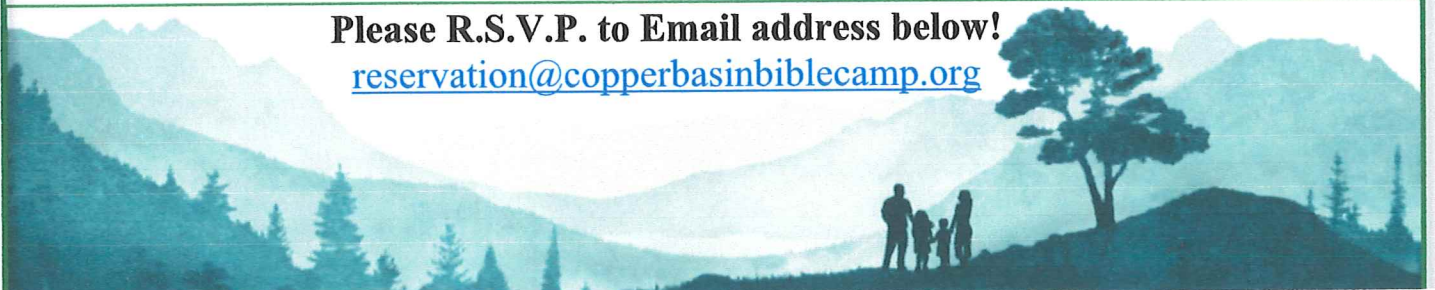 Please R.S.V.P. to Email address below!
reservation@copperbasinbiblecamp.org